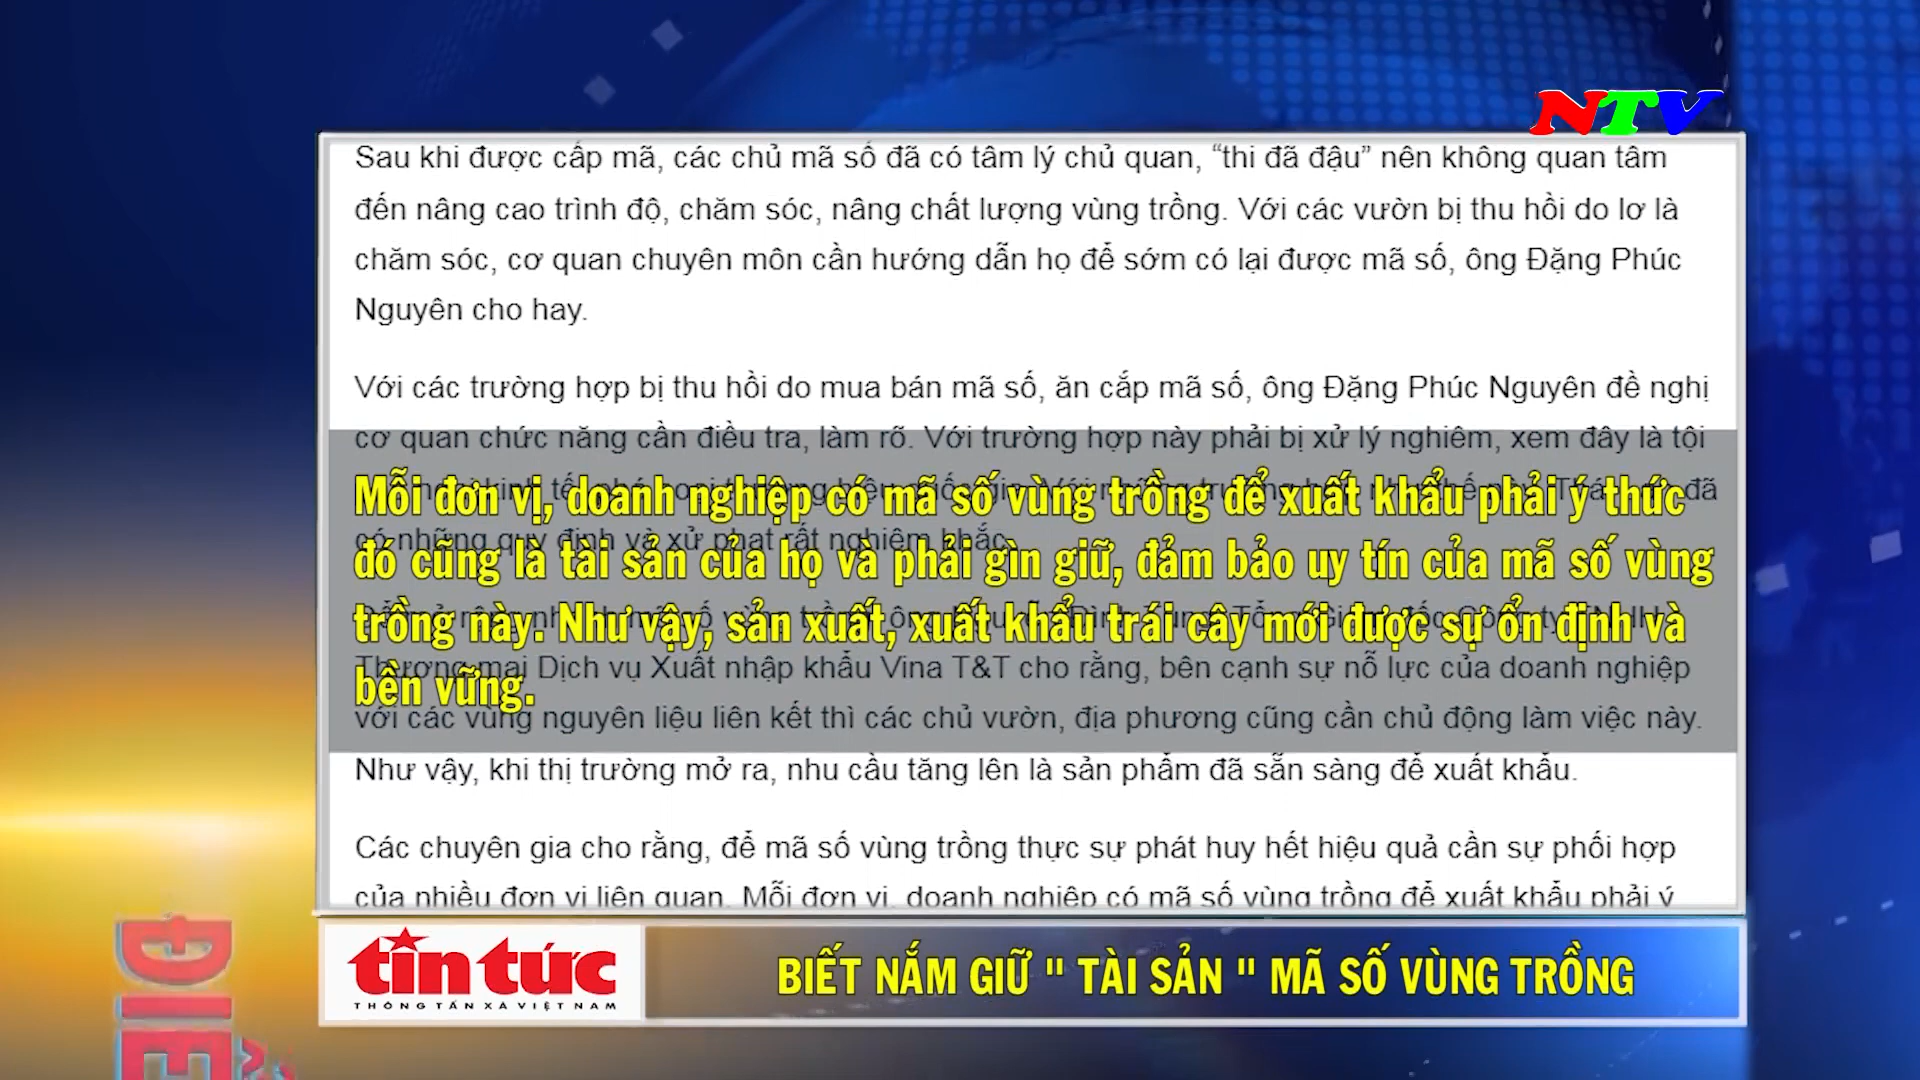 NTV
Sau khi được cấp mã, các chủ mã số đã có tâm lý chủ quan, “thi đã đậu” nên không quan tâm
đến nâng cao trình độ, chăm sóc, nâng chất lượng vùng trồng. Với các vườn bị thu hồi do lơ là
chăm sóc, cơ quan chuyên môn cần hướng dẫn họ để sớm có lại được mã số, ông Đặng Phúc
Nguyên cho hay.
Với các trường hợp bị thu hồi do mua bán mã số, ăn cắp mã số, ông Đặng Phúc Nguyên đề nghị
cơ quan chức năng cần điều tra, làm rõ. Với trường hợp này phải bị xử lý nghiêm, xem đây là tội
Mỗi đơn vị, doanh nghiệp có mã số vùng trồng để xuất khẩu phải ý thức
đã
có những quy định và xử phạt rất nghiêm khắc.
đó cũng là tài sản của họ và phải gìn giữ, đảm bảo uy tín của mã số vùng
trồng này. Như vậy, sản xuất, xuất khẩu trái cây mới được sự ổn định và
Thương mại Dịch vụ Xuất nhập khẩu Vina T&T cho rằng, bên cạnh sự nỗ lực của doanh nghiệp
bền vững.
với các vùng nguyên liệu liên kết thì các chủ vườn, địa phương cũng cần chủ động làm việc này.
Như vậy, khi thị trường mở ra, nhu cầu tăng lên là sản phẩm đã sẵn sàng để xuất khẩu.
Các chuyên gia cho rằng, để mã số vùng trồng thực sự phát huy hết hiệu quả cần sự phối hợp
của nhiều đơn vị liên quan. Mỗi đơn vị, doanh nghiệp có mã số vùng trồng để xuất khẩu phải ý
tin tức
THÔNG TẤN XÃ VIỆT NAM
BIẾT NẮM GIỮ " TÀI SẢN " MÃ SỐ VÙNG TRỒNG
ĐIỂ